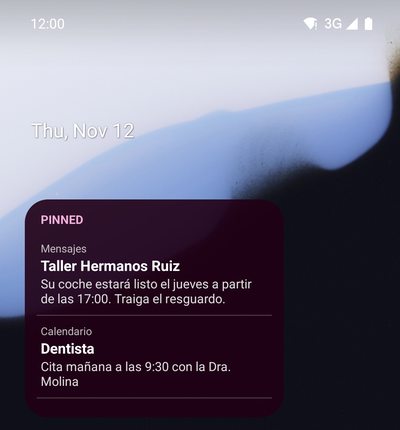 12:00
3G
Thu, Nov 12
PINNED
Mensajes
Taller Hermanos Ruiz
Su coche estará listo el jueves a partir
de las 17:00. Traiga el resguardo.
Calendario
Dentista
Cita mañana a las 9:30 con la Dra.
Molina